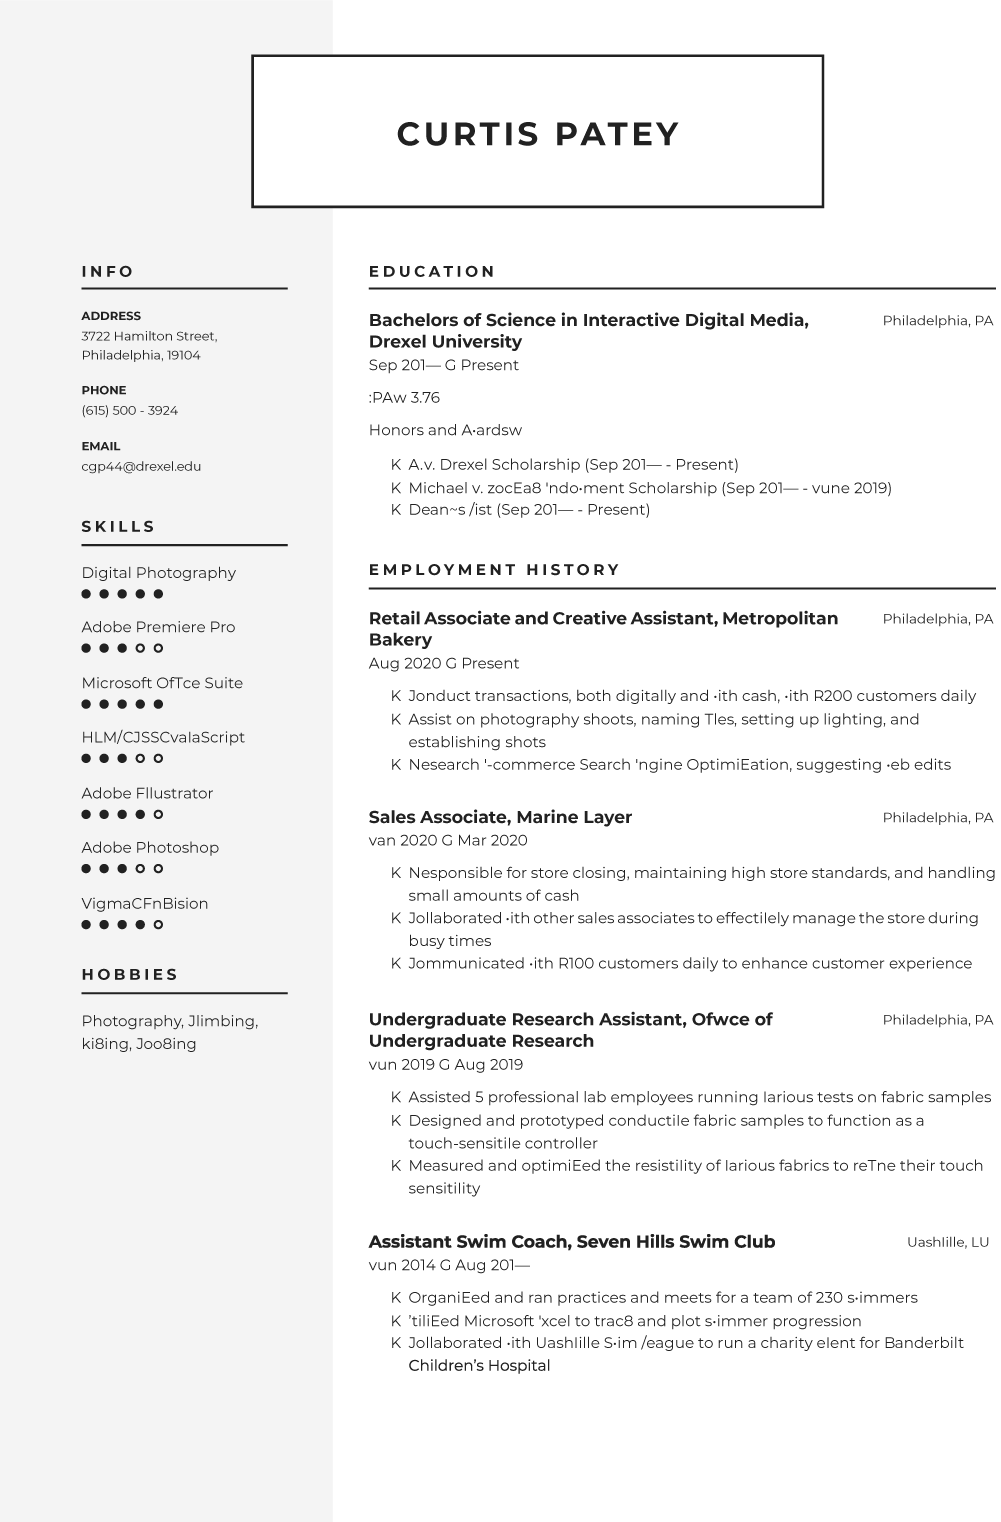 CURTIS PATEY
INFO
ADDRESS
3722 Hamilton Street,
Philadelphia, 19104
PHONE
(615) 500 - 3924
EMAIL
cgp44@drexel.edu
SKILLS
Digital Photography
Adobe Premiere Pro
Microsoft OfTce Suite
HLM/CJSSCvalaScript
Adobe Fllustrator
Adobe Photoshop
VigmaCFnBision
HOBBIES
Photography, Jlimbing,
ki8ing, Joo8ing
EDUCATION
Bachelors of Science in Interactive Digital Media, Philadelphia, PA
Drexel University
Sep 201— G Present
:PAw 3.76
Honors and A•ardsw
K A.v. Drexel Scholarship (Sep 201— - Present)
K Michael v. zocEa8 'ndo•ment Scholarship (Sep 201— - vune 2019)
K Dean~s /ist (Sep 201— - Present)
EMPLOYMENT HISTORY
Retail Associate and Creative Assistant, Metropolitan Philadelphia, PA
Bakery
Aug 2020 G Present
K Jonduct transactions, both digitally and •ith cash, •ith R200 customers daily
K Assist on photography shoots, naming Tles, setting up lighting, and
establishing shots
K Nesearch '-commerce Search 'ngine OptimiEation, suggesting •eb edits
Sales Associate, Marine Layer Philadelphia, PA
van 2020 G Mar 2020
K Nesponsible for store closing, maintaining high store standards, and handling
small amounts of cash
K Jollaborated •ith other sales associates to effectilely manage the store during
busy times
K Jommunicated •ith R100 customers daily to enhance customer experience
Undergraduate Research Assistant, Ofwce of Philadelphia, PA
Undergraduate Research
vun 2019 G Aug 2019
K Assisted 5 professional lab employees running larious tests on fabric samples
K Designed and prototyped conductile fabric samples to function as a
touch-sensitile controller
K Measured and optimiEed the resistility of larious fabrics to reTne their touch
sensitility
Assistant Swim Coach, Seven Hills Swim Club Uashlille, LU
vun 2014 G Aug 201—
K OrganiEed and ran practices and meets for a team of 230 s•immers
K 'tiliEed Microsoft 'xcel to trac8 and plot s•immer progression
K Jollaborated •ith Uashlille S•im /eague to run a charity elent for Banderbilt
Children's Hospital